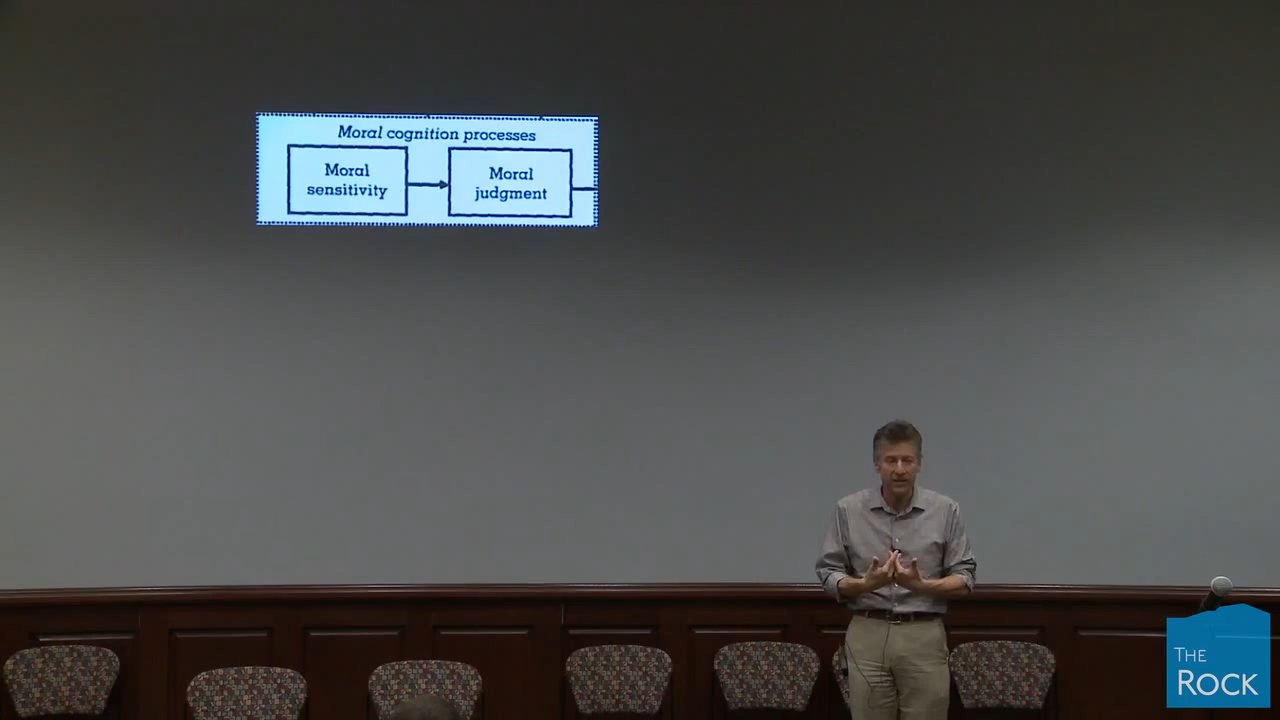 Moral cognition processes
Moral
sensitivity
Moral
judgment
THE
ROCK